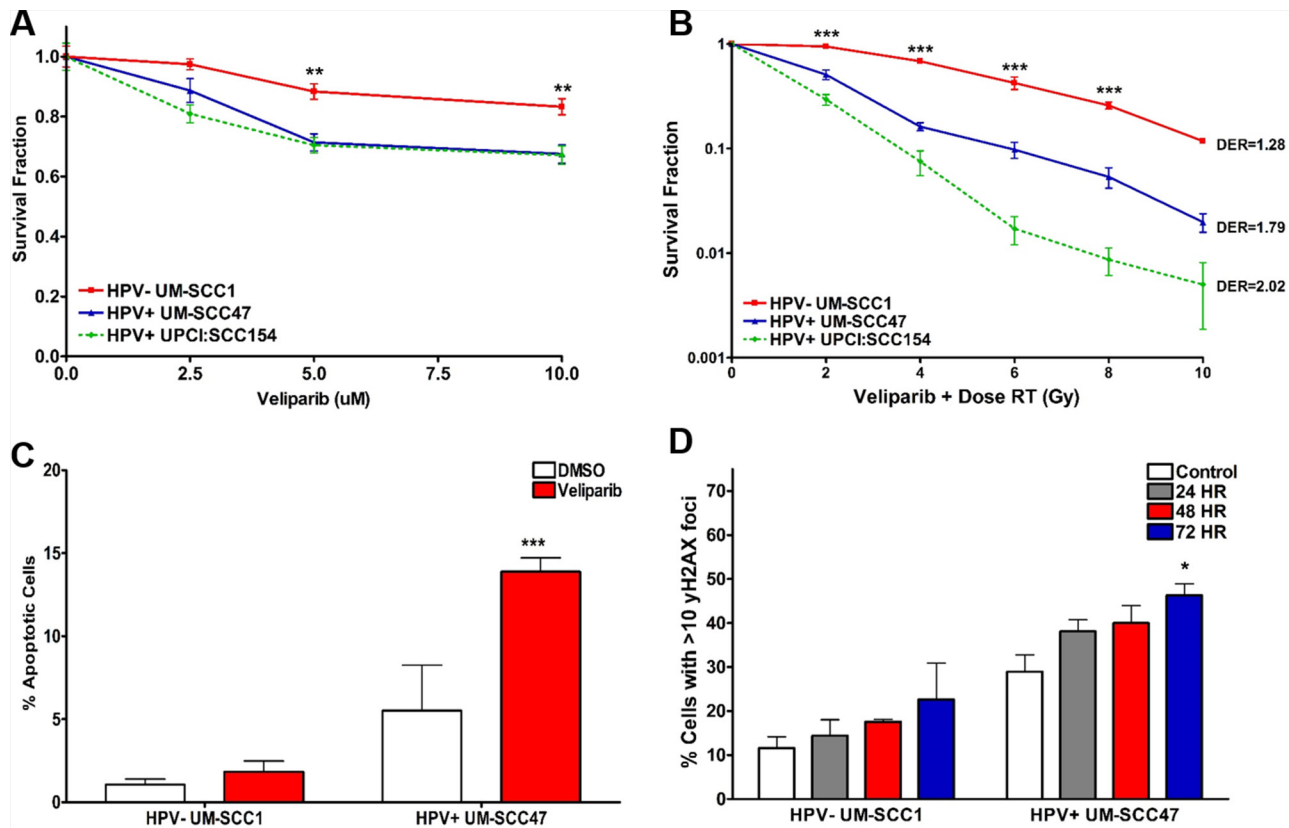 A
Survival Fraction
1.0
0.8
0.6
0.4
0.2
0.0
**
**
HPV- UM-SCC1
HPV+ UM-SCC47
HPV+ UPCI:SCC154
0.0 2.5 5.0 7.5 10.0
Veliparib (uM)
B
Survival Fraction
1
0.1
0.01
0.001
***
***
***
***
DER=1.28
DER=1.79
DER=2.02
HPV- UM-SCC1
HPV+ UM-SCC47
HPV+ UPCI:SCC154
0 2 4 6 8 10
Veliparib + Dose RT (Gy)
C
% Apoptotic Cells
20
15
10
5
0
DMSO
Veliparib
***
HPV- UM-SCC1 HPV+ UM-SCC47
D
% Cells with >10 yH2AX foci
70
60
50
40
30
20
10
0
Control
24 HR
48 HR
72 HR
*
HPV- UM-SCC1 HPV+ UM-SCC47